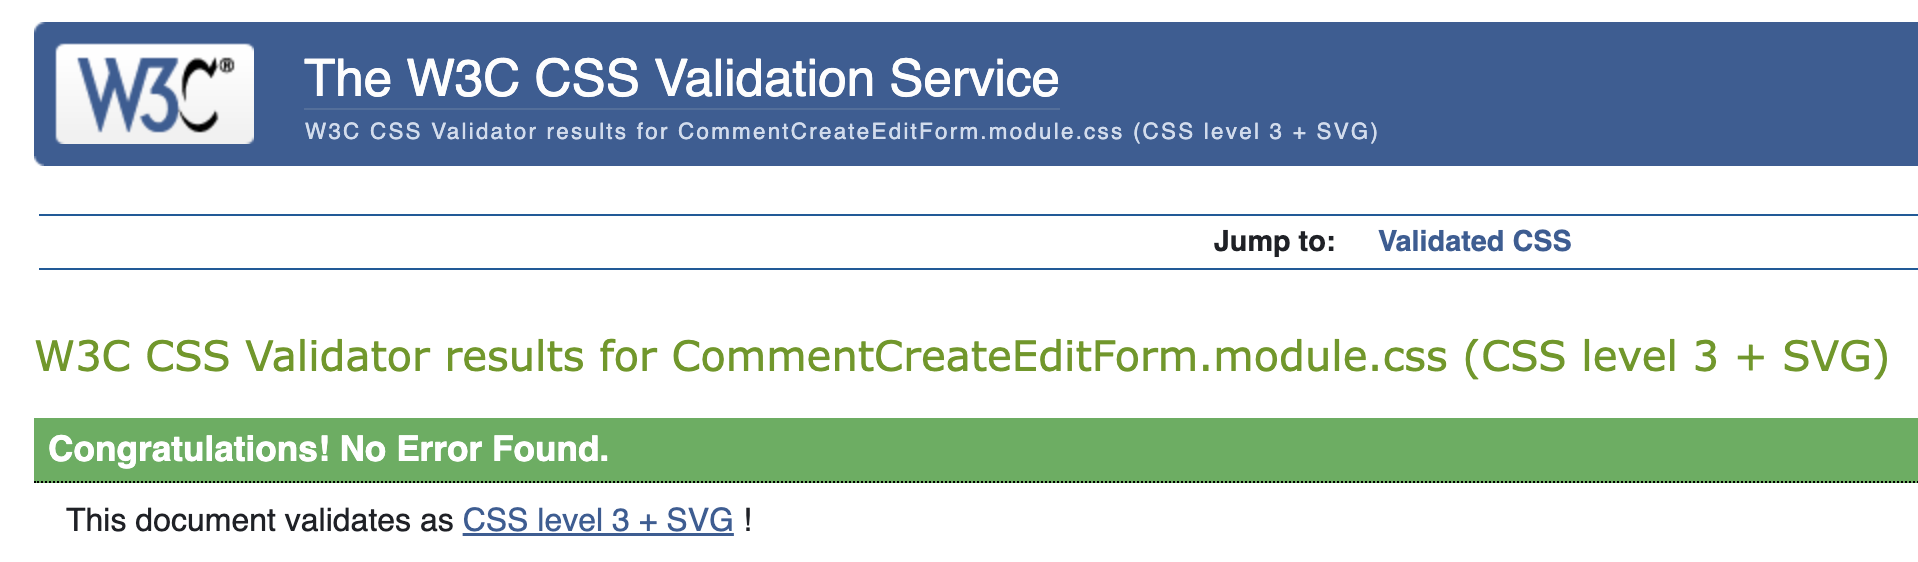 W3C®
The W3C CSS Validation Service
W3C CSS Validator results for CommentCreateEditForm.module.css (CSS level 3 + SVG)
Jump to: Validated CSS
W3C CSS Validator results for CommentCreateEditForm.module.css (CSS level 3 + SVG)
Congratulations! No Error Found.
This document validates as CSS level 3 + SVG !